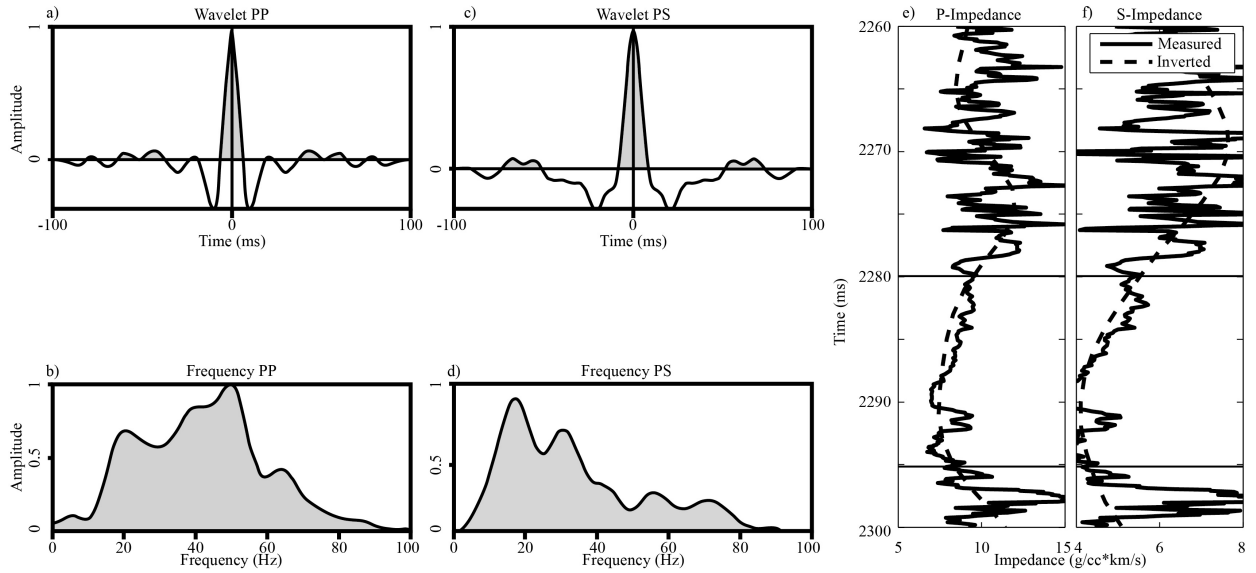 a)
Wavelet PP
Amplitude
1
0
-100
0
100
Time (ms)
c)
Wavelet PS
1
0
-100
0
100
Time (ms)
b)
Frequency PP
Amplitude
1
0.5
0
0
20
40
60
80
100
Frequency (Hz)
d)
Frequency PS
1
0.5
0
0
20
40
60
80
100
Frequency (Hz)
e)
P-Impedance
Time (ms)
2260
2270
2280
2290
2300
5
10
15
f)
S-Impedance
Measured
Inverted
4
6
8
Impedance (g/cc*km/s)